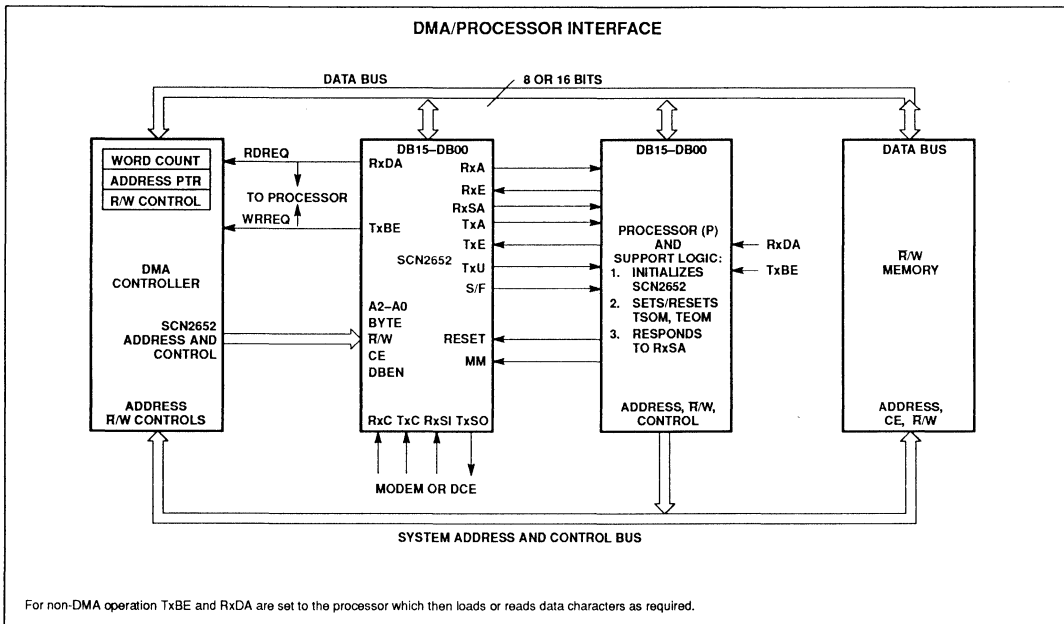 DMA/PROCESSOR INTERFACE
DATA BUS
8 OR 16 BITS
WORD COUNT
ADDRESS PTR
R/W CONTROL
DMA
CONTROLLER
SCN2652
ADDRESS AND
CONTROL
ADDRESS
R̅/W CONTROLS
RDREQ
TO PROCESSOR
WRREQ
DB15–DB00
RxDA
TxBE
SCN2652
A2–A0
BYTE
R̅/W
CE
DBEN
RxA
RxE
RxSA
TxA
TxE
TxU
S/F
RESET
MM
RxC TxC RxSI TxSO
MODEM OR DCE
DB15–DB00
PROCESSOR (P)
AND
SUPPORT LOGIC:
1. INITIALIZES
SCN2652
2. SETS/RESETS
TSOM, TEOM
3. RESPONDS
TO RxSA
ADDRESS, R̅/W,
CONTROL
RxDA
TxBE
DATA BUS
R̅/W
MEMORY
ADDRESS,
CE, R̅/W
SYSTEM ADDRESS AND CONTROL BUS
For non-DMA operation TxBE and RxDA are set to the processor which then loads or reads data characters as required.